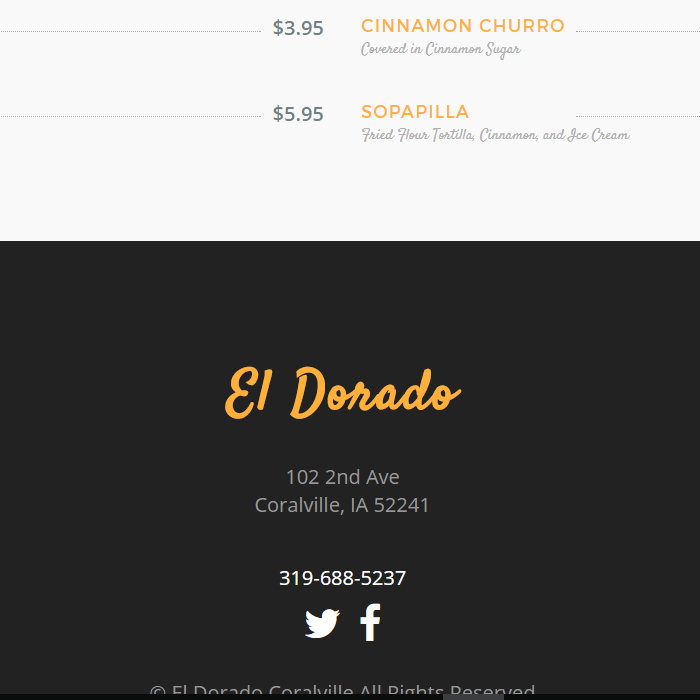 $3.95 CINNAMON CHURRO
Covered in Cinnamon Sugar
$5.95 SOPAPILLA
Fried Flour Tortilla, Cinnamon, and Ice Cream
El Dorado
102 2nd Ave
Coralville, IA 52241
319-688-5237
© El Dorado Coralville All Rights Reserved